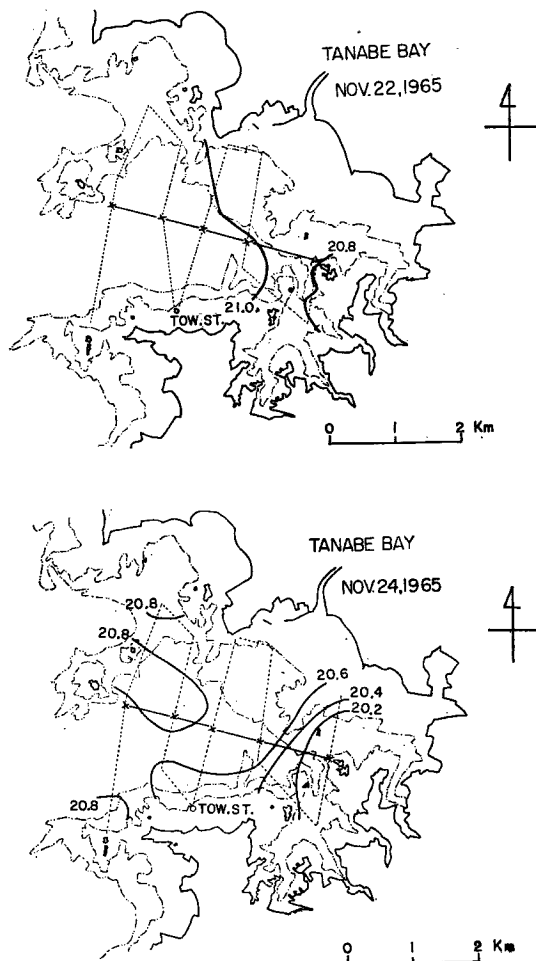 TANABE BAY
NOV. 22, 1965
20.8
21.0
TOW. ST.
0 1 2 Km
TANABE BAY
NOV. 24, 1965
20.8
20.8
20.6
20.4
20.2
20.8
TOW. ST.
0 1 2 Km